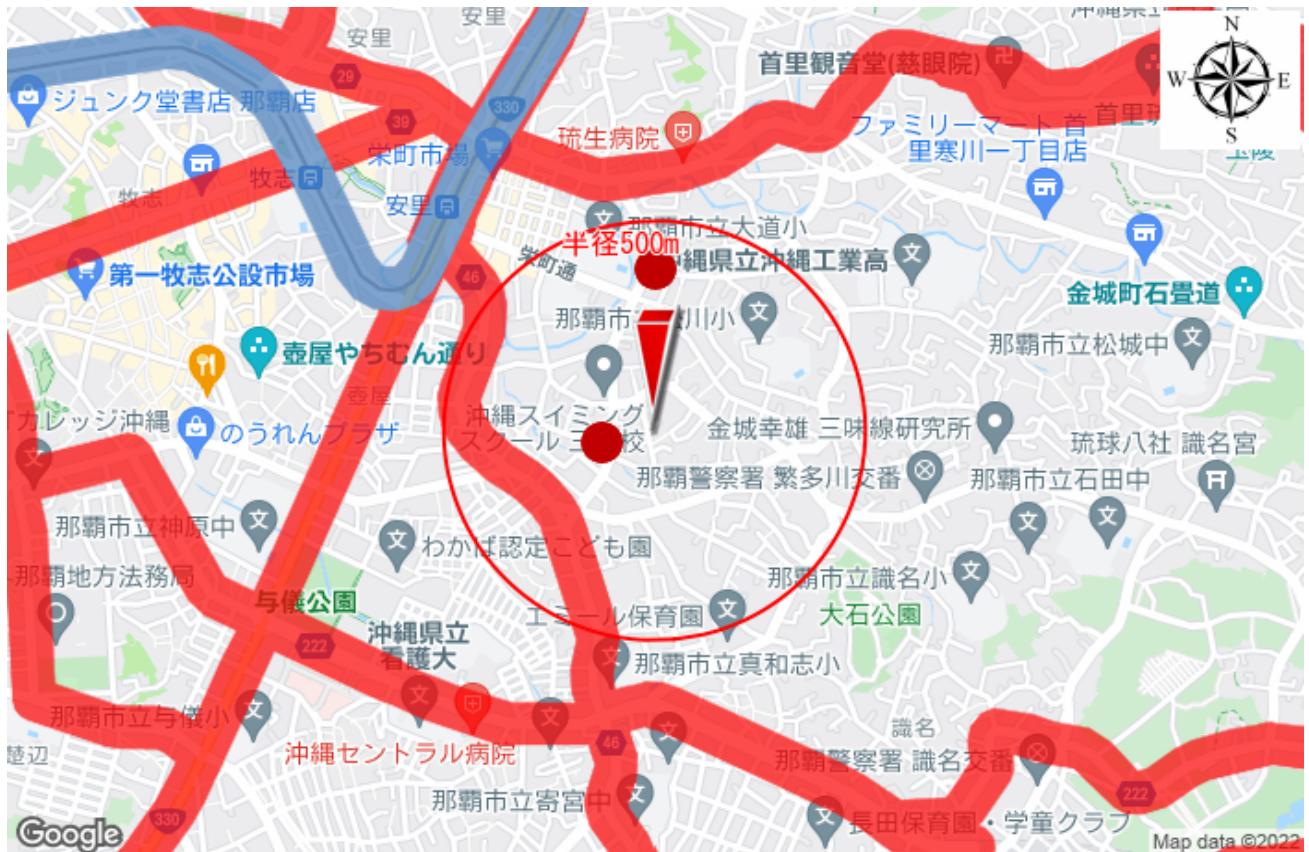 安里
安里
N
W
E
S
29
首里観音堂(慈眼院)
ジュンク堂書店 那覇店
330
39
琉生病院
ファミリーマート 首
里寒川一丁目店
栄町市場
牧志
牧志
安里
那覇市立大道小
半径500m
栄町通
沖縄県立沖縄工業高
第一牧志公設市場
46
金城町石畳道
那覇市立松城中
壺屋やちむん通り
壺屋
沖縄スイミング
スクール
校
金城幸雄 三味線研究所
カレッジ沖縄
のうれんプラザ
琉球八社 識名宮
那覇警察署 繁多川交番
那覇市立石田中
那覇市立神原中
わかば認定こども園
那覇地方法務局
那覇市立識名小
与儀公園
エミール保育園
大石公園
沖縄県立
看護大
222
那覇市立真和志小
那覇市立与儀小
識名
楚辺
沖縄セントラル病院
46
那覇警察署 識名交番
222
那覇市立寄宮中
330
長田保育園・学童クラブ
Google
Map data ©2022